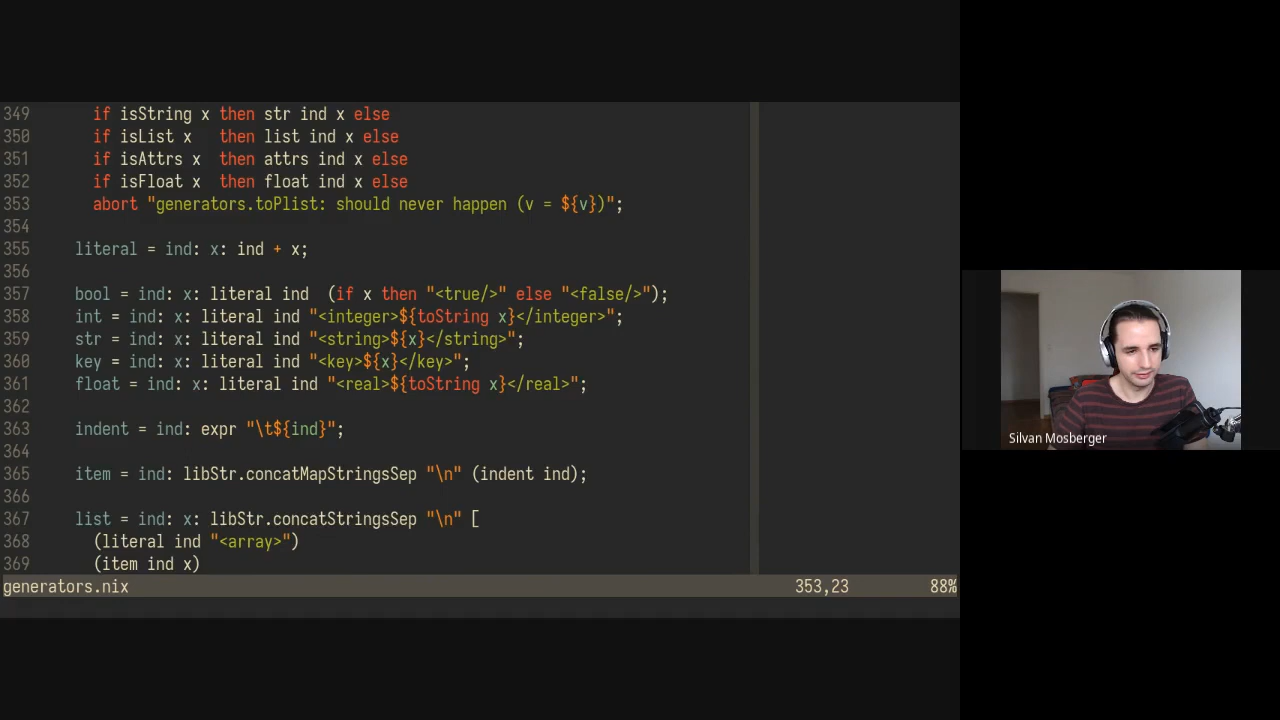 349       if isString x then str ind x else
350       if isList x   then list ind x else
351       if isAttrs x  then attrs ind x else
352       if isFloat x  then float ind x else
353       abort "generators.toPlist: should never happen (v = ${v})";
354
355     literal = ind: x: ind + x;
356
357     bool = ind: x: literal ind  (if x then "<true/>" else "<false/>");
358     int = ind: x: literal ind "<integer>${toString x}</integer>";
359     str = ind: x: literal ind "<string>${x}</string>";
360     key = ind: x: literal ind "<key>${x}</key>";
361     float = ind: x: literal ind "<real>${toString x}</real>";
362
363     indent = ind: expr "\t${ind}";
364
365     item = ind: libStr.concatMapStringsSep "\n" (indent ind);
366
367     list = ind: x: libStr.concatStringsSep "\n" [
368       (literal ind "<array>")
369       (item ind x)
generators.nix 353,23 88%
Silvan Mosberger